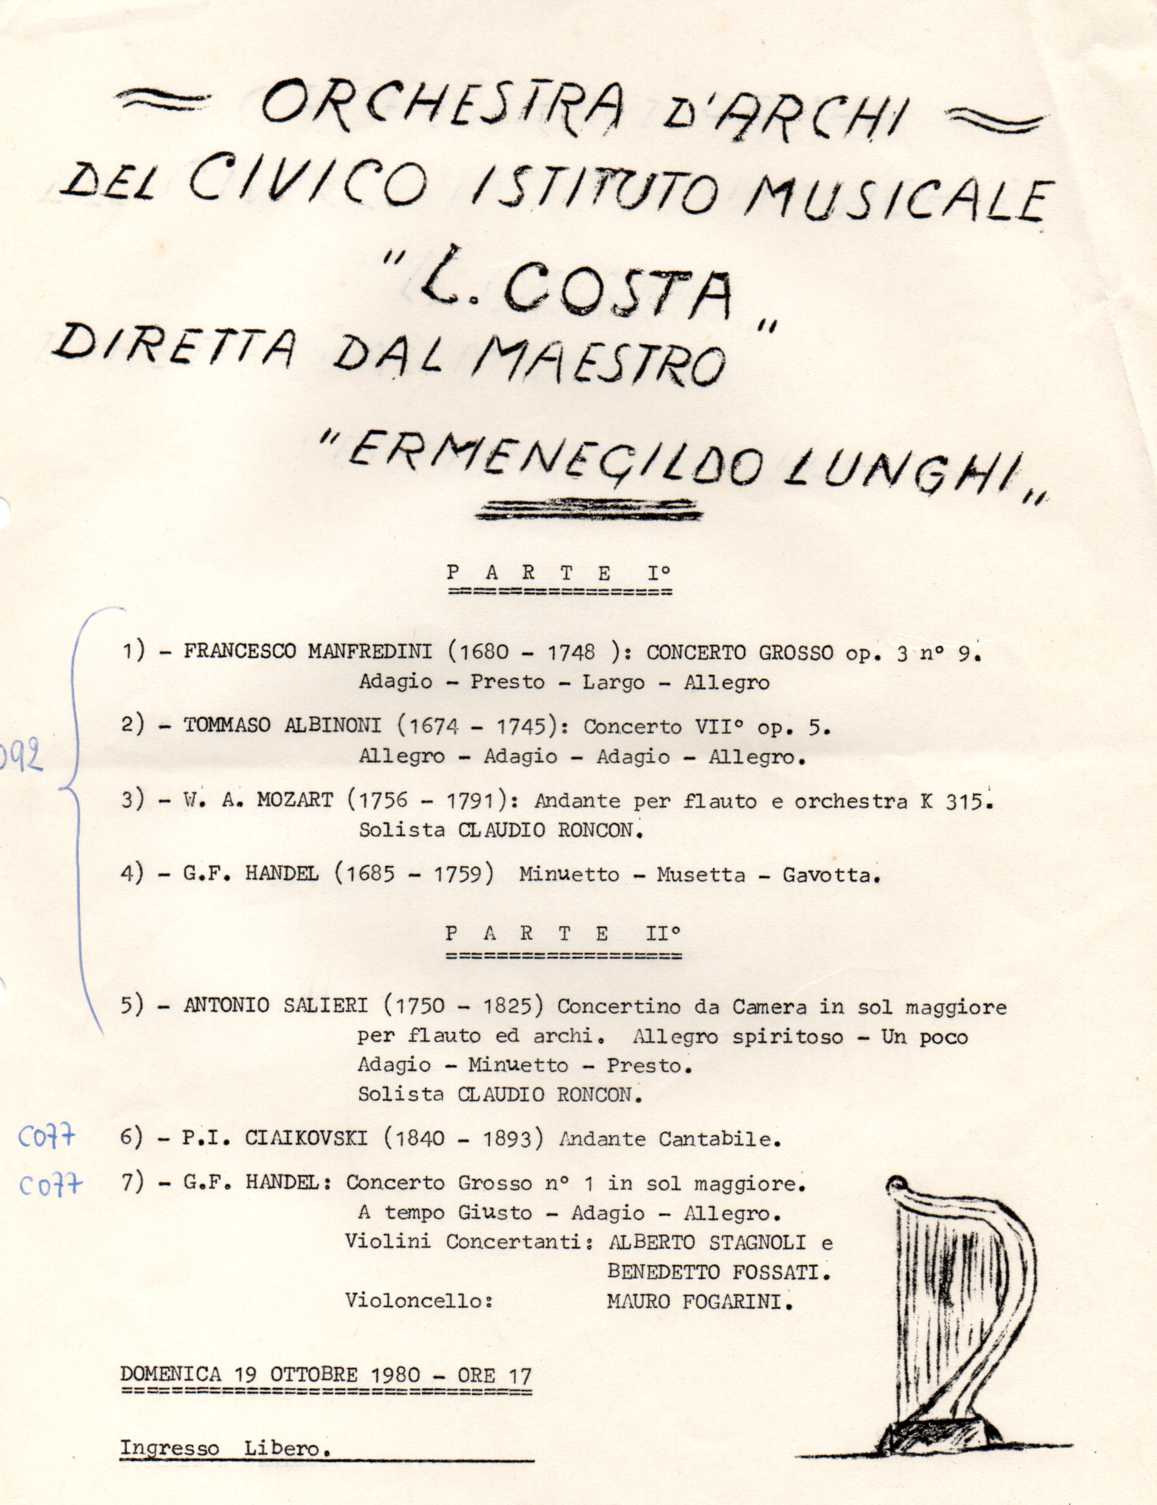 ORCHESTRA D'ARCHI
DEL CIVICO ISTITUTO MUSICALE
"L. COSTA„
DIRETTA DAL MAESTRO
"ERMENEGILDO LUNGHI„
P A R T E  I°
1) - FRANCESCO MANFREDINI (1680 - 1748 ): CONCERTO GROSSO op. 3 n° 9.
Adagio - Presto - Largo - Allegro
2) - TOMMASO ALBINONI (1674 - 1745): Concerto VII° op. 5.
Allegro - Adagio - Adagio - Allegro.
092
3) - W. A. MOZART (1756 - 1791): Andante per flauto e orchestra K 315.
Solista CLAUDIO RONCON.
4) - G.F. HANDEL (1685 - 1759) Minuetto - Musetta - Gavotta.
P A R T E  II°
5) - ANTONIO SALIERI (1750 - 1825) Concertino da Camera in sol maggiore
per flauto ed archi. Allegro spiritoso - Un poco
Adagio - Minuetto - Presto.
Solista CLAUDIO RONCON.
C077 6) - P.I. CIAIKOVSKI (1840 - 1893) Andante Cantabile.
C077 7) - G.F. HANDEL: Concerto Grosso n° 1 in sol maggiore.
A tempo Giusto - Adagio - Allegro.
Violini Concertanti: ALBERTO STAGNOLI e
BENEDETTO FOSSATI.
Violoncello: MAURO FOGARINI.
DOMENICA 19 OTTOBRE 1980 - ORE 17
Ingresso Libero.